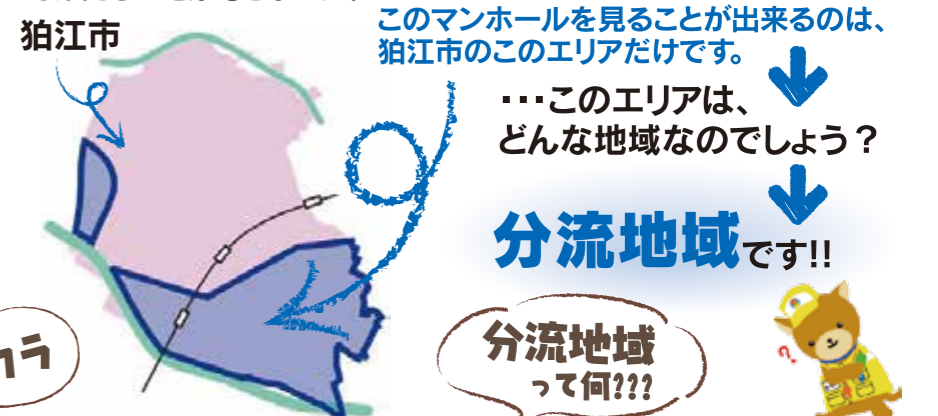 狛江市
このマンホールを見ることが出来るのは、
狛江市のこのエリアだけです。
・・・このエリアは、
どんな地域なのでしょう？
分流地域です!!
分流地域
って何???
?